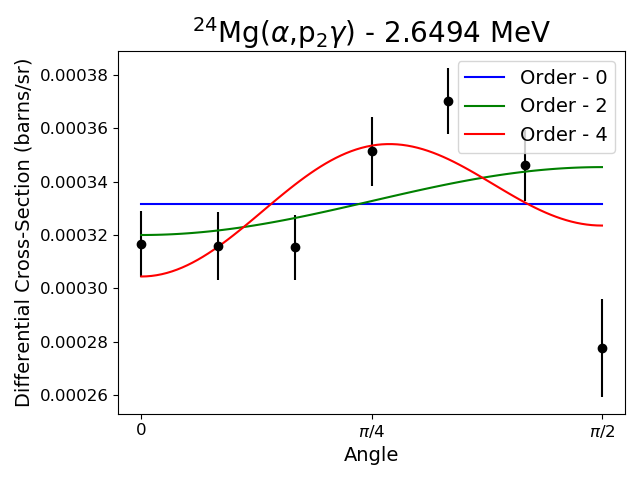 ²⁴Mg(α,p₂γ) - 2.6494 MeV
Differential Cross-Section (barns/sr)
0.00038
0.00036
0.00034
0.00032
0.00030
0.00028
0.00026
Order - 0
Order - 2
Order - 4
0 π/4 π/2
Angle